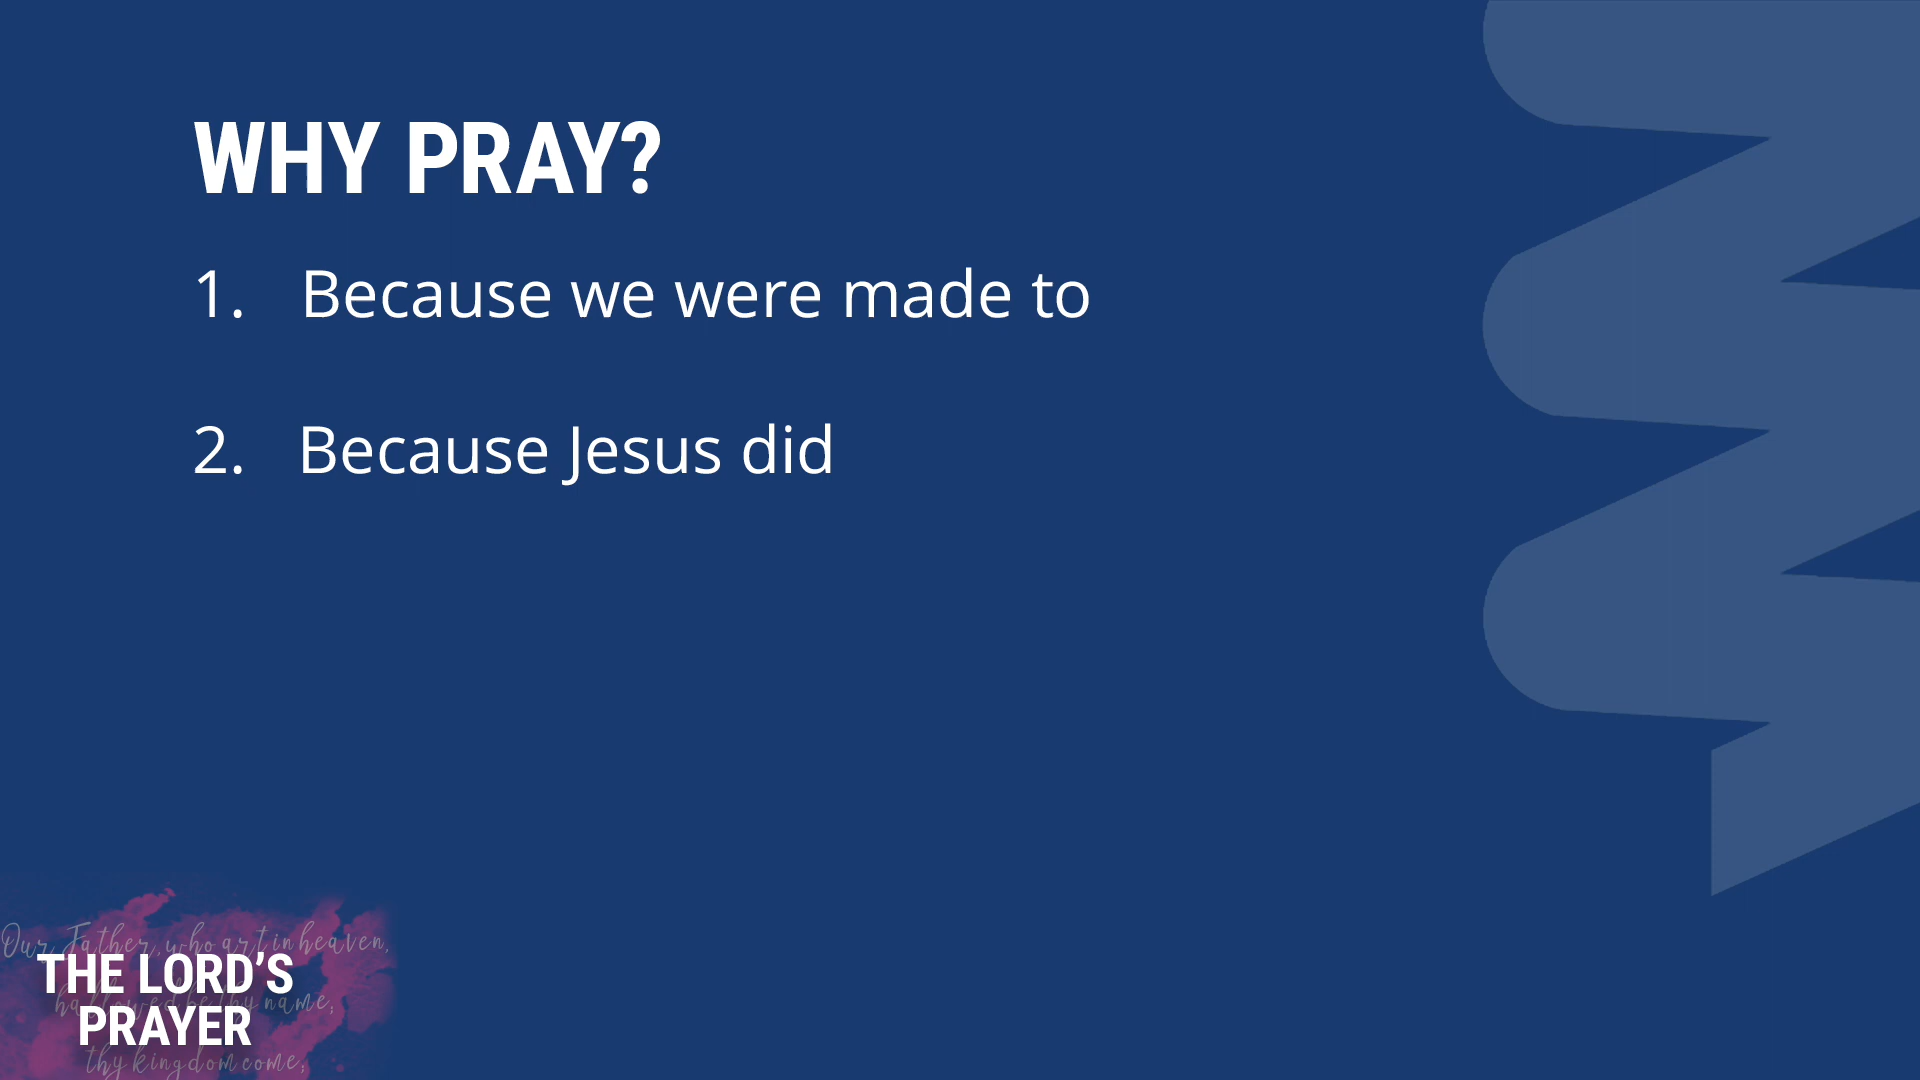 WHY PRAY?
1. Because we were made to
2. Because Jesus did
Our Father, who art in heaven,
THE LORD’S
hallowed be thy name;
PRAYER
thy kingdom come;